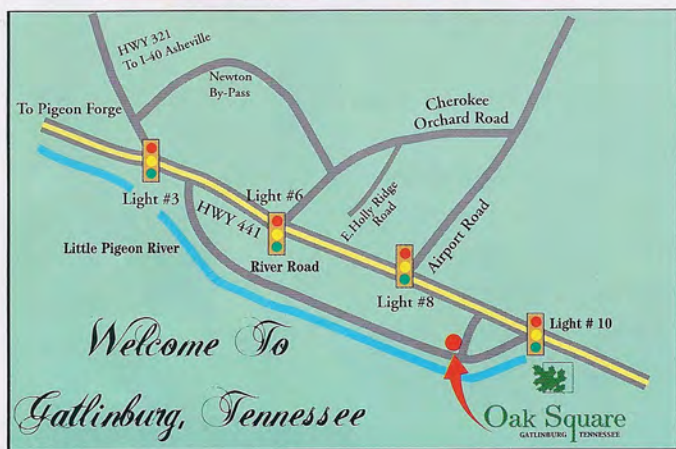 HWY 321
To I-40 Asheville
Newton
By-Pass
To Pigeon Forge
Cherokee
Orchard Road
Light #3
Light #6
HWY 441
E.Holly Ridge
Road
Airport Road
Little Pigeon River
River Road
Light #8
Light # 10
Welcome To
Gatlinburg, Tennessee
Oak Square
GATLINBURG TENNESSEE